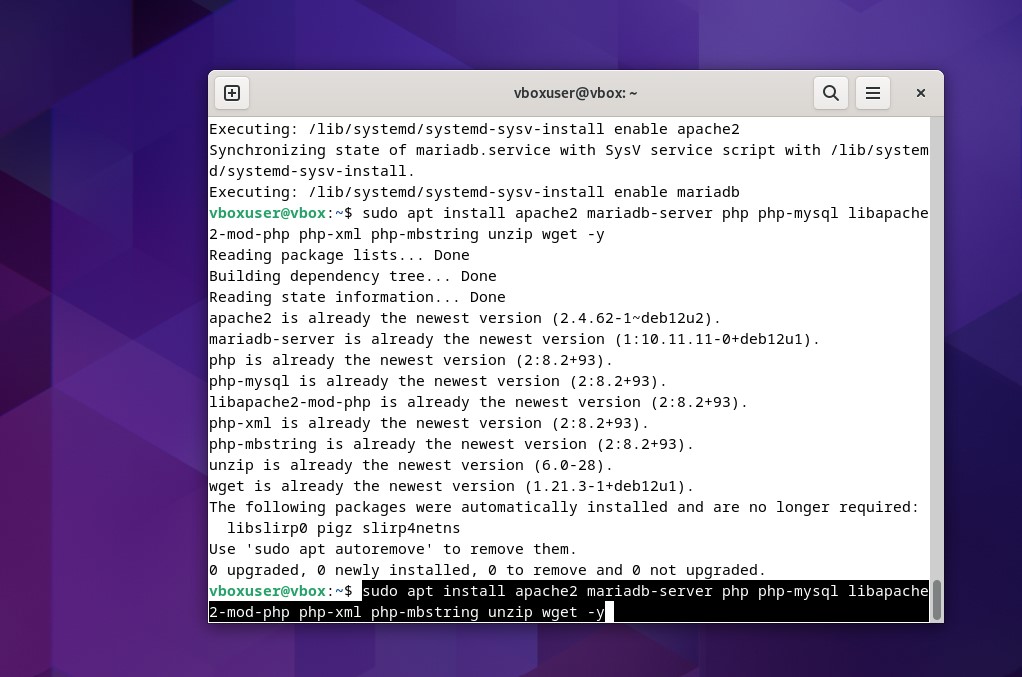 vboxuser@vbox: ~
Executing: /lib/systemd/systemd-sysv-install enable apache2
Synchronizing state of mariadb.service with SysV service script with /lib/system
d/systemd-sysv-install.
Executing: /lib/systemd/systemd-sysv-install enable mariadb
vboxuser@vbox:~$ sudo apt install apache2 mariadb-server php php-mysql libapache
2-mod-php php-xml php-mbstring unzip wget -y
Reading package lists... Done
Building dependency tree... Done
Reading state information... Done
apache2 is already the newest version (2.4.62-1~deb12u2).
mariadb-server is already the newest version (1:10.11.11-0+deb12u1).
php is already the newest version (2:8.2+93).
php-mysql is already the newest version (2:8.2+93).
libapache2-mod-php is already the newest version (2:8.2+93).
php-xml is already the newest version (2:8.2+93).
php-mbstring is already the newest version (2:8.2+93).
unzip is already the newest version (6.0-28).
wget is already the newest version (1.21.3-1+deb12u1).
The following packages were automatically installed and are no longer required:
  libslirp0 pigz slirp4netns
Use 'sudo apt autoremove' to remove them.
0 upgraded, 0 newly installed, 0 to remove and 0 not upgraded.
vboxuser@vbox:~$ sudo apt install apache2 mariadb-server php php-mysql libapache
2-mod-php php-xml php-mbstring unzip wget -y